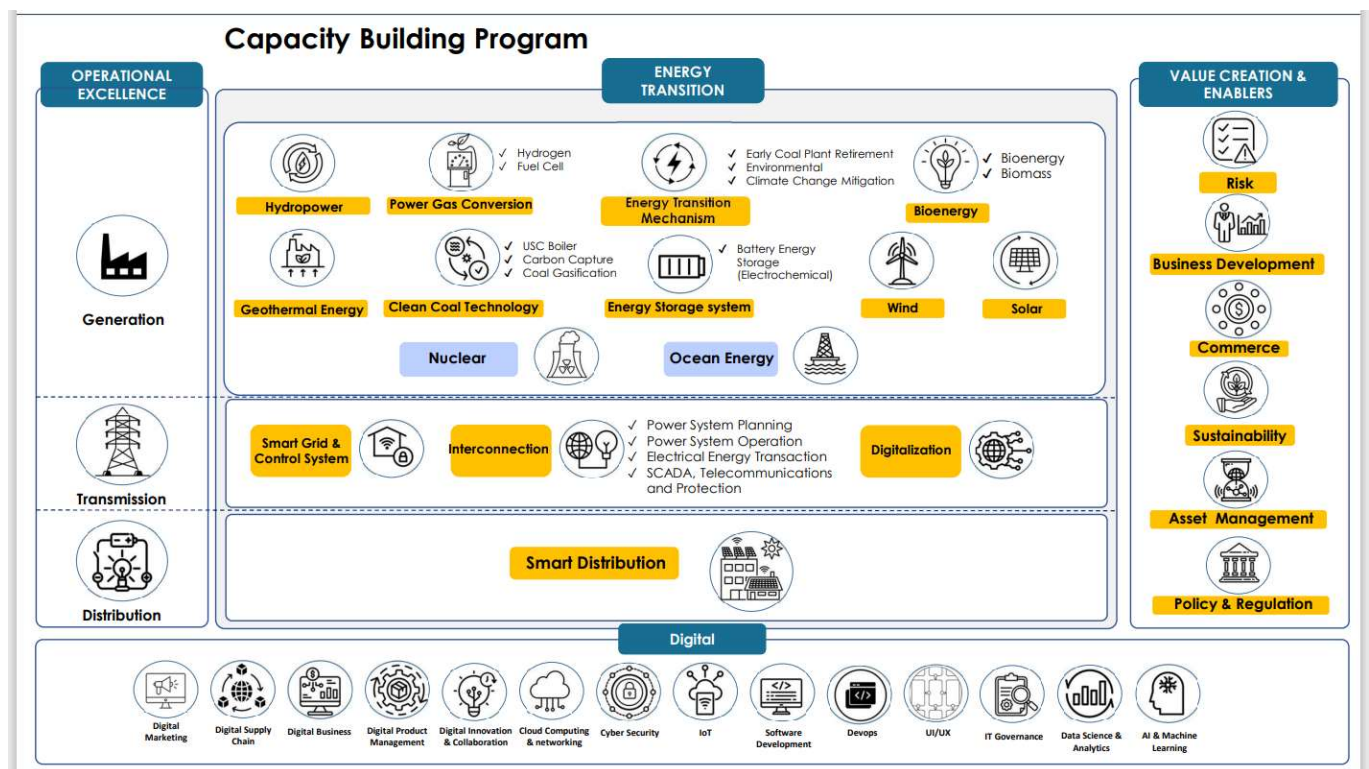 Capacity Building Program
OPERATIONAL
EXCELLENCE
Generation
Transmission
Distribution
ENERGY
TRANSITION
Hydropower
✓ Hydrogen
✓ Fuel Cell
Power Gas Conversion
✓ Early Coal Plant Retirement
✓ Environmental
✓ Climate Change Mitigation
Energy Transition
Mechanism
✓ Bioenergy
✓ Biomass
Bioenergy
Geothermal Energy
✓ USC Boiler
✓ Carbon Capture
✓ Coal Gasification
Clean Coal Technology
✓ Battery Energy
Storage
(Electrochemical)
Energy Storage system
Wind
Solar
Nuclear
Ocean Energy
Smart Grid &
Control System
Interconnection
✓ Power System Planning
✓ Power System Operation
✓ Electrical Energy Transaction
✓ SCADA, Telecommunications
and Protection
Digitalization
Smart Distribution
VALUE CREATION &
ENABLERS
Risk
Business Development
Commerce
Sustainability
Asset Management
Policy & Regulation
Digital
Digital
Marketing
Digital Supply
Chain
Digital Business
Digital Product
Management
Digital Innovation
& Collaboration
Cloud Computing
& networking
Cyber Security
IoT
Software
Development
Devops
UI/UX
IT Governance
Data Science &
Analytics
AI & Machine
Learning